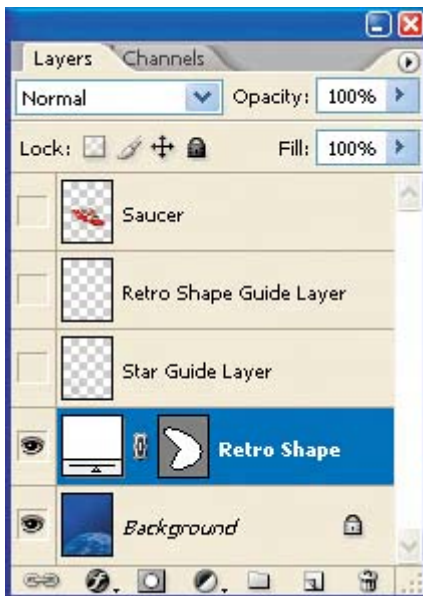 Layers Channels
Normal Opacity: 100%
Lock: Fill: 100%
Saucer
Retro Shape Guide Layer
Star Guide Layer
Retro Shape
Background